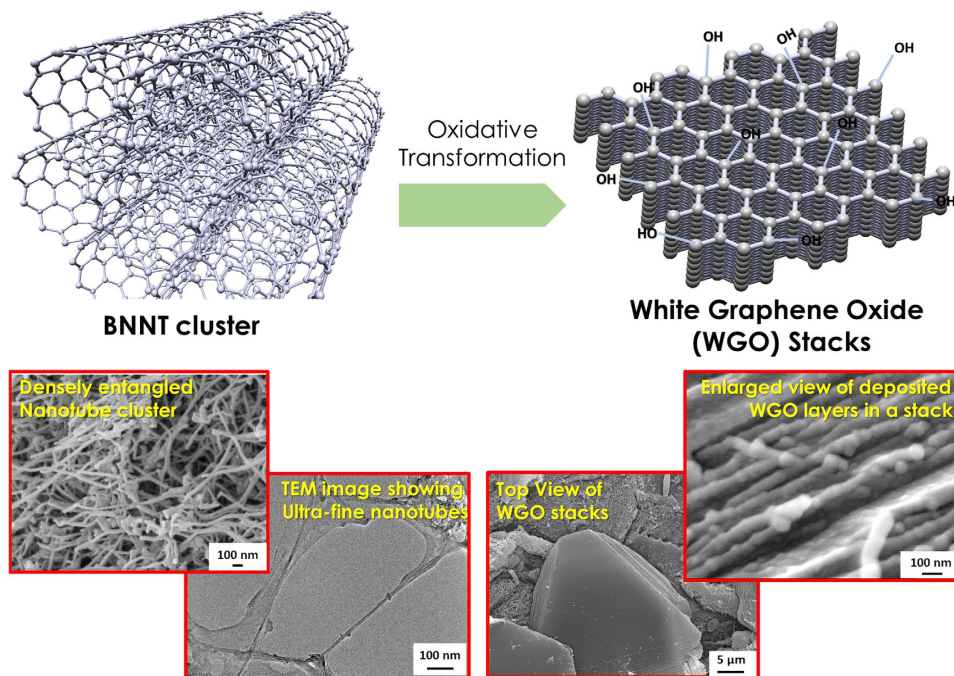 OH
OH
OH
OH
OH
OH
OH
OH
HO
OH
Oxidative
Transformation
BNNT cluster
White Graphene Oxide
(WGO) Stacks
Densely entangled
Nanotube cluster
100 nm
TEM image showing
Ultra-fine nanotubes
100 nm
Top View of
WGO stacks
5 µm
Enlarged view of deposited
WGO layers in a stack
100 nm